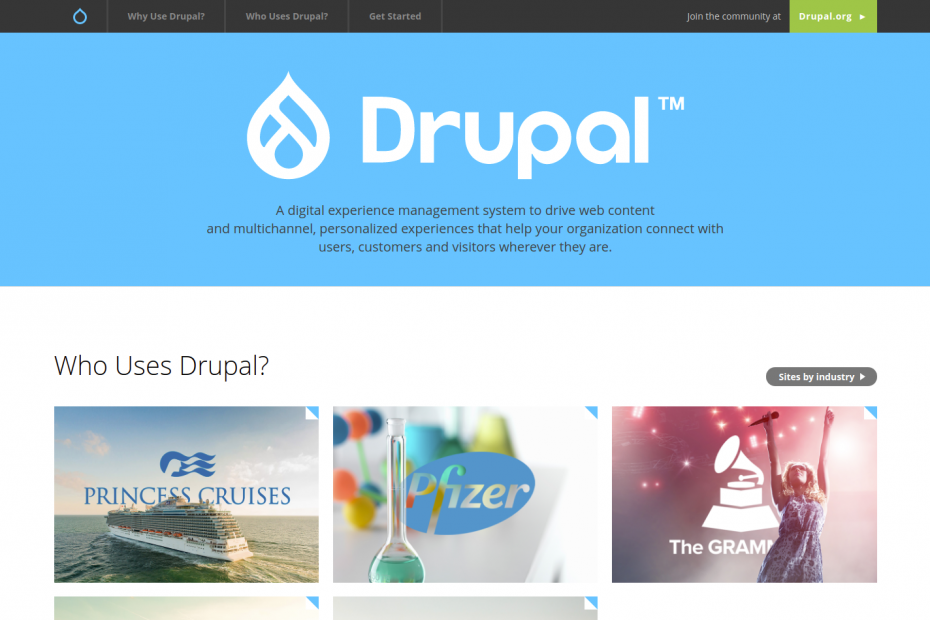 Why Use Drupal?
Who Uses Drupal?
Get Started
Join the community at
Drupal.org
Drupal™
A digital experience management system to drive web content
and multichannel, personalized experiences that help your organization connect with
users, customers and visitors wherever they are.
Who Uses Drupal?
Sites by industry
PRINCESS CRUISES
Pfizer
The GRAMM